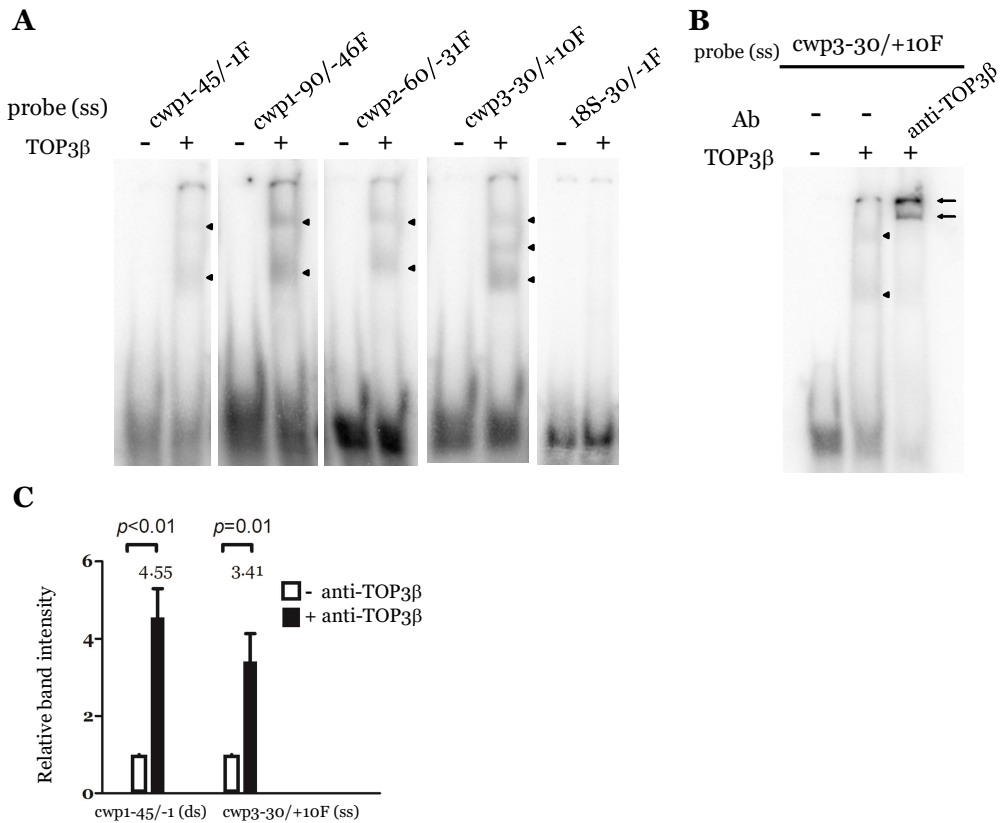 A
probe (ss)
cwp1-45/-1F
cwp1-90/-46F
cwp2-60/-31F
cwp3-30/+10F
18S-30/-1F
TOP3β - + - + - + - + - +
B
probe (ss) cwp3-30/+10F
Ab - - anti-TOP3β
TOP3β - + +
C
p<0.01 p=0.01
4.55 3.41
- anti-TOP3β
+ anti-TOP3β
Relative band intensity
6
4
2
0
cwp1-45/-1 (ds) cwp3-30/+10F (ss)